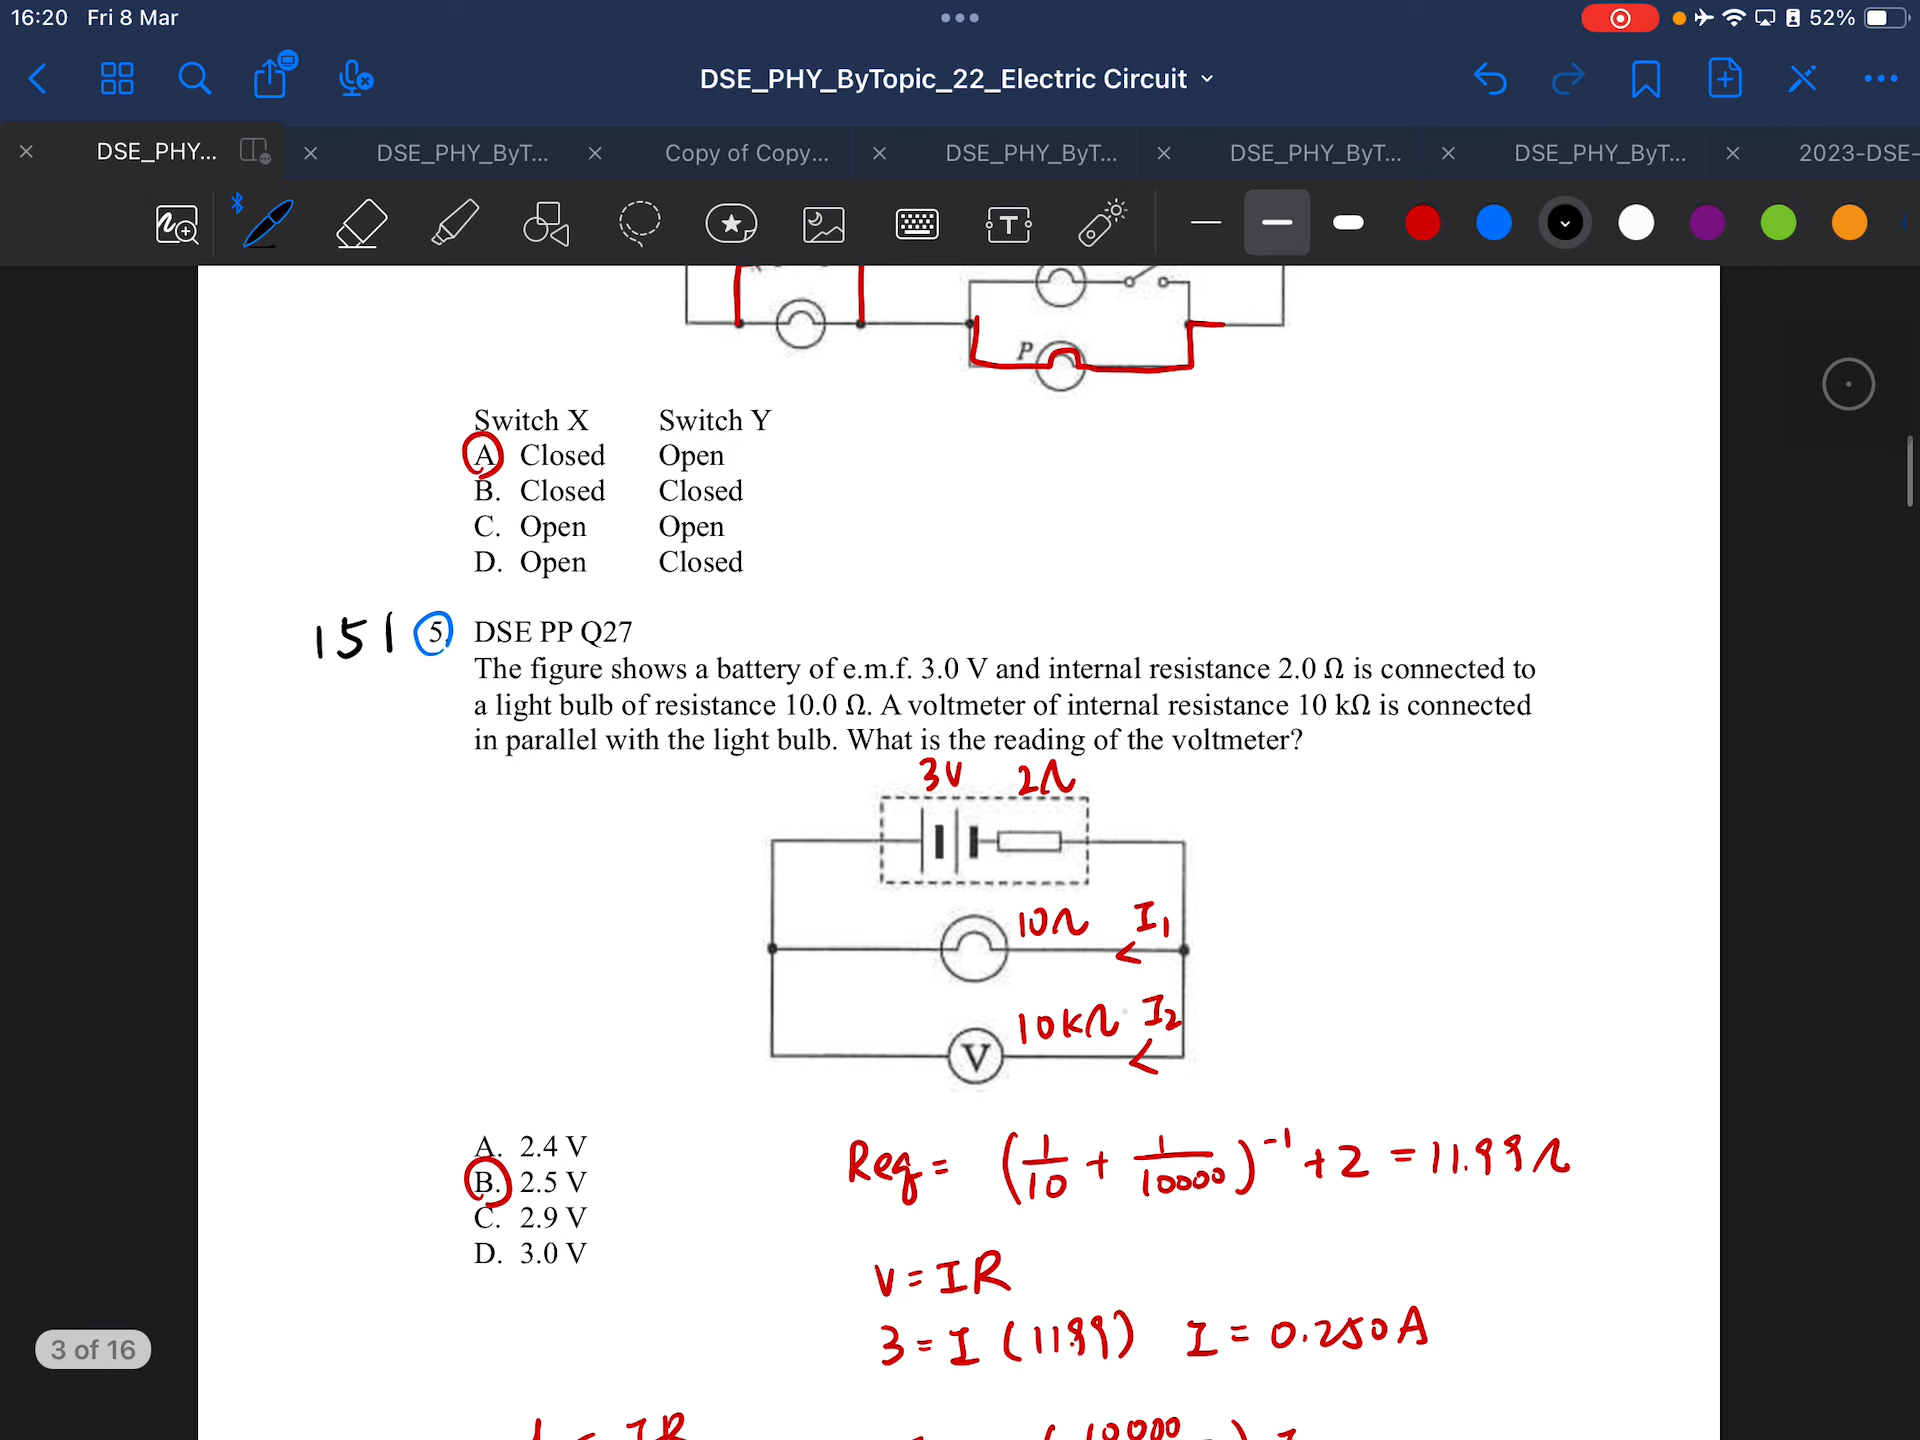 16:20 Fri 8 Mar
52%
DSE_PHY_ByTopic_22_Electric Circuit
DSE_PHY...
DSE_PHY_ByT...
Copy of Copy...
DSE_PHY_ByT...
DSE_PHY_ByT...
DSE_PHY_ByT...
2023-DSE-
T
P
Switch X Switch Y
A. Closed Open
B. Closed Closed
C. Open Open
D. Open Closed
151 5. DSE PP Q27
The figure shows a battery of e.m.f. 3.0 V and internal resistance 2.0 Ω is connected to
a light bulb of resistance 10.0 Ω. A voltmeter of internal resistance 10 kΩ is connected
in parallel with the light bulb. What is the reading of the voltmeter?
3V 2Ω
10Ω I₁
10kΩ I₂
V
A. 2.4 V
B. 2.5 V
C. 2.9 V
D. 3.0 V
Req = (1/10 + 1/10000)⁻¹ + 2 = 11.99Ω
V = IR
3 = I (11.99) I = 0.250A
3 of 16